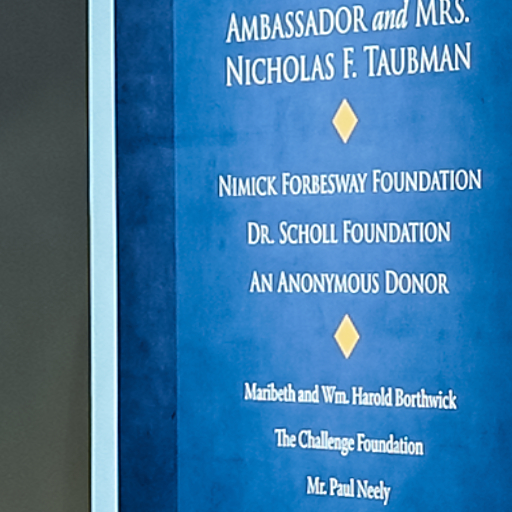 AMBASSADOR and MRS.
NICHOLAS F. TAUBMAN
NIMICK FORBESWAY FOUNDATION
DR. SCHOLL FOUNDATION
AN ANONYMOUS DONOR
Maribeth and Wm. Harold Borthwick
The Challenge Foundation
Mr. Paul Neely